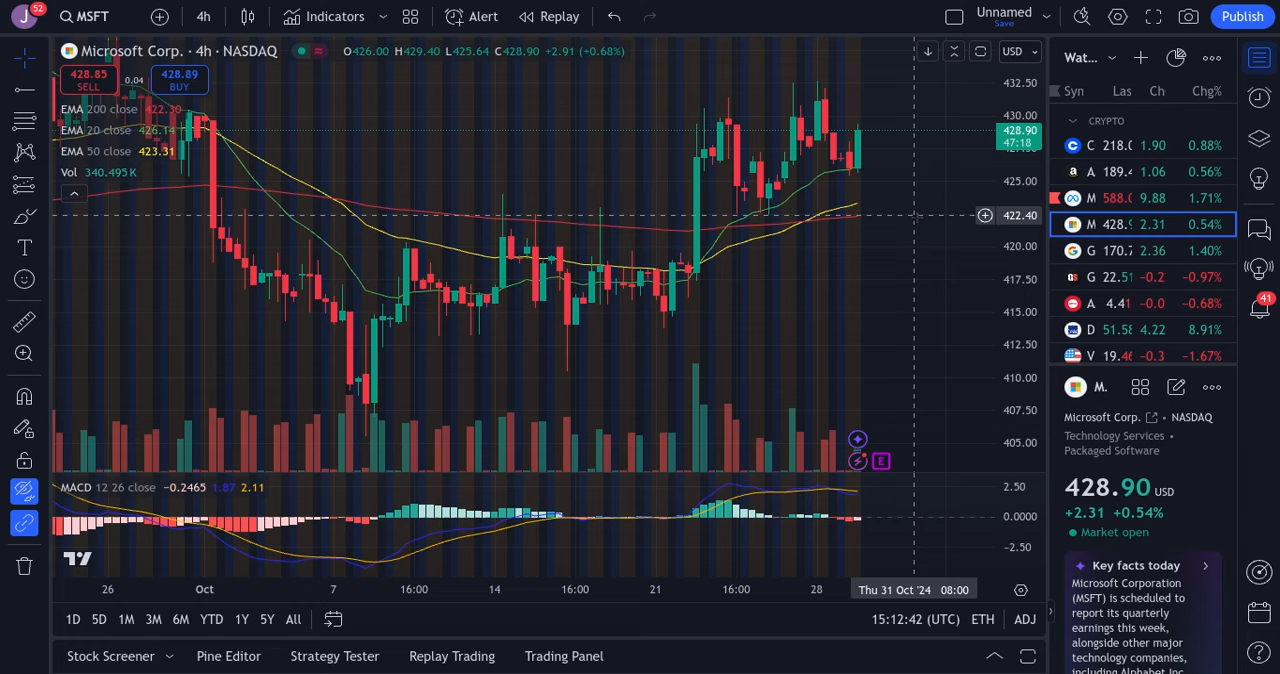 J 52 MSFT 4h Indicators Alert Replay Unnamed Save Publish
Microsoft Corp. · 4h · NASDAQ O426.00 H429.40 L425.64 C428.90 +2.91 (+0.68%) USD
428.85 SELL 0.04 428.89 BUY
EMA 200 close 422.30
EMA 20 close 426.14
EMA 50 close 423.31
Vol 340.495K
432.50
430.00
428.90
47:18
425.00
422.40
420.00
417.50
415.00
412.50
410.00
407.50
405.00
E
MACD 12 26 close −0.2465 1.87 2.11
2.50
0.0000
−2.50
26 Oct 7 16:00 14 16:00 21 16:00 28 Thu 31 Oct '24 08:00
1D 5D 1M 3M 6M YTD 1Y 5Y All 15:12:42 (UTC) ETH ADJ
Stock Screener Pine Editor Strategy Tester Replay Trading Trading Panel
Wat...
Syn Las Ch Chg%
CRYPTO
C 218.0 1.90 0.88%
A 189.4 1.06 0.56%
M 588.0 9.88 1.71%
M 428.9 2.31 0.54%
G 170.7 2.36 1.40%
G 22.51 −0.2 −0.97%
A 4.41 −0.0 −0.68%
D 51.58 4.22 8.91%
V 19.46 −0.3 −1.67%
41
M.
Microsoft Corp. • NASDAQ
Technology Services •
Packaged Software
428.90 USD
+2.31 +0.54%
Market open
Key facts today
Microsoft Corporation
(MSFT) is scheduled to
report its quarterly
earnings this week,
alongside other major
technology companies,
including Alphabet Inc.